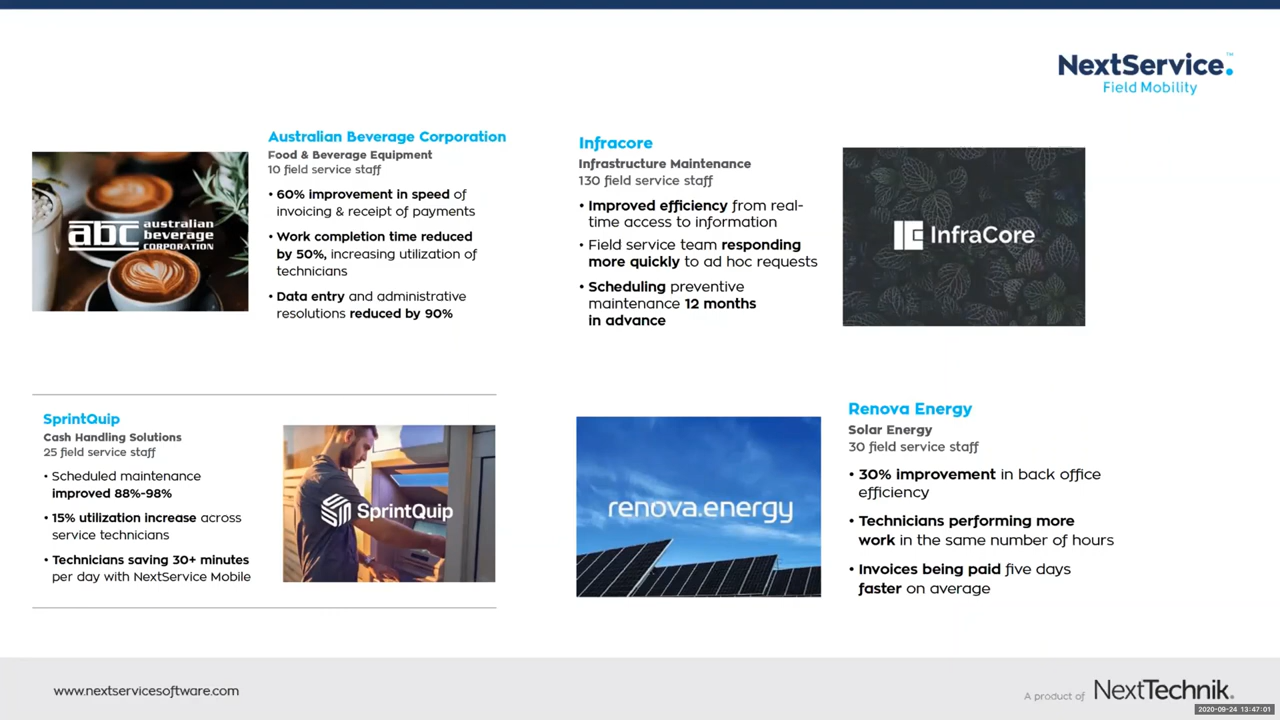 NextService.™
Field Mobility
Australian Beverage Corporation
Food & Beverage Equipment
10 field service staff
• 60% improvement in speed of
invoicing & receipt of payments
• Work completion time reduced
by 50%, increasing utilization of
technicians
• Data entry and administrative
resolutions reduced by 90%
abc australian
beverage
CORPORATION
Infracore
Infrastructure Maintenance
130 field service staff
• Improved efficiency from real-
time access to information
• Field service team responding
more quickly to ad hoc requests
• Scheduling preventive
maintenance 12 months
in advance
InfraCore
SprintQuip
Cash Handling Solutions
25 field service staff
• Scheduled maintenance
improved 88%-98%
• 15% utilization increase across
service technicians
• Technicians saving 30+ minutes
per day with NextService Mobile
SprintQuip
renova.energy
Renova Energy
Solar Energy
30 field service staff
• 30% improvement in back office
efficiency
• Technicians performing more
work in the same number of hours
• Invoices being paid five days
faster on average
www.nextservicesoftware.com
A product of NextTechnik.
2020-09-24 13:47:01